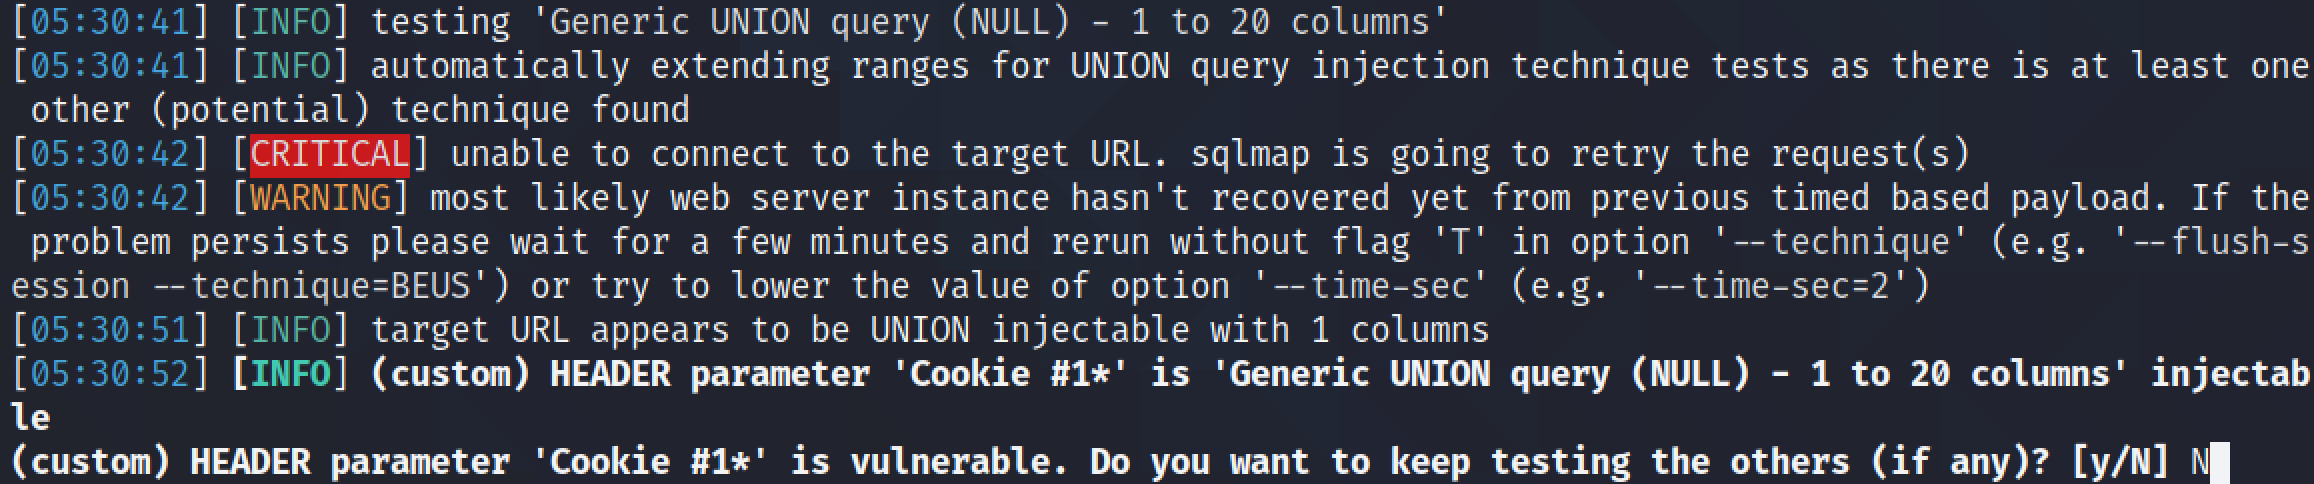 [05:30:41] [INFO] testing 'Generic UNION query (NULL) - 1 to 20 columns'
[05:30:41] [INFO] automatically extending ranges for UNION query injection technique tests as there is at least one
 other (potential) technique found
[05:30:42] [CRITICAL] unable to connect to the target URL. sqlmap is going to retry the request(s)
[05:30:42] [WARNING] most likely web server instance hasn't recovered yet from previous timed based payload. If the
 problem persists please wait for a few minutes and rerun without flag 'T' in option '--technique' (e.g. '--flush-s
ession --technique=BEUS') or try to lower the value of option '--time-sec' (e.g. '--time-sec=2')
[05:30:51] [INFO] target URL appears to be UNION injectable with 1 columns
[05:30:52] [INFO] (custom) HEADER parameter 'Cookie #1*' is 'Generic UNION query (NULL) - 1 to 20 columns' injectab
le
(custom) HEADER parameter 'Cookie #1*' is vulnerable. Do you want to keep testing the others (if any)? [y/N] N